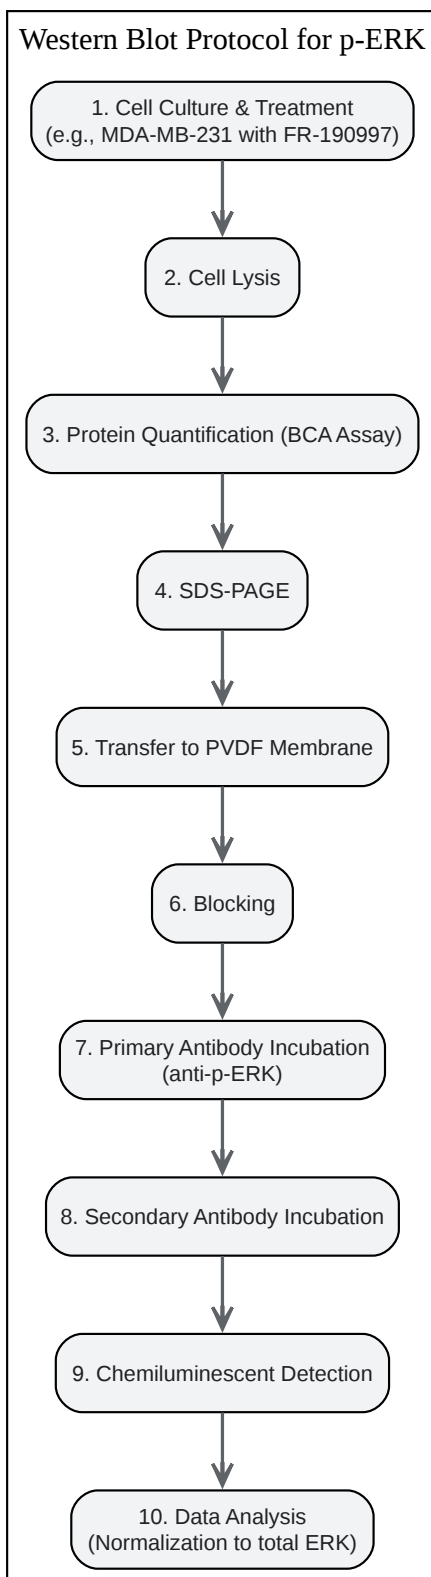 Western Blot Protocol for p-ERK
1. Cell Culture & Treatment
(e.g., MDA-MB-231 with FR-190997)
2. Cell Lysis
3. Protein Quantification (BCA Assay)
4. SDS-PAGE
5. Transfer to PVDF Membrane
6. Blocking
7. Primary Antibody Incubation
(anti-p-ERK)
8. Secondary Antibody Incubation
9. Chemiluminescent Detection
10. Data Analysis
(Normalization to total ERK)